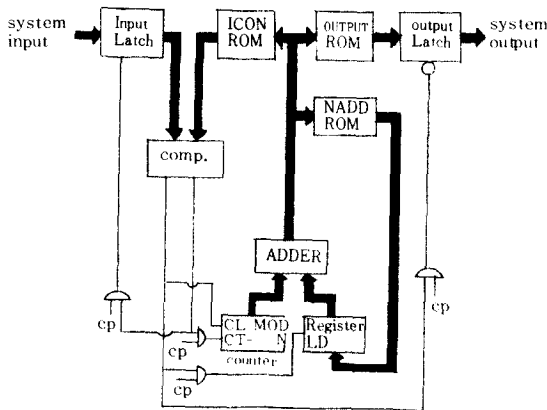 system
input
Input
Latch
ICON
ROM
OUTPUT
ROM
output
Latch
system
output
NADD
ROM
comp.
ADDER
cp
cp
CL MOD
CT- N
counter
Register
LD
cp
cp